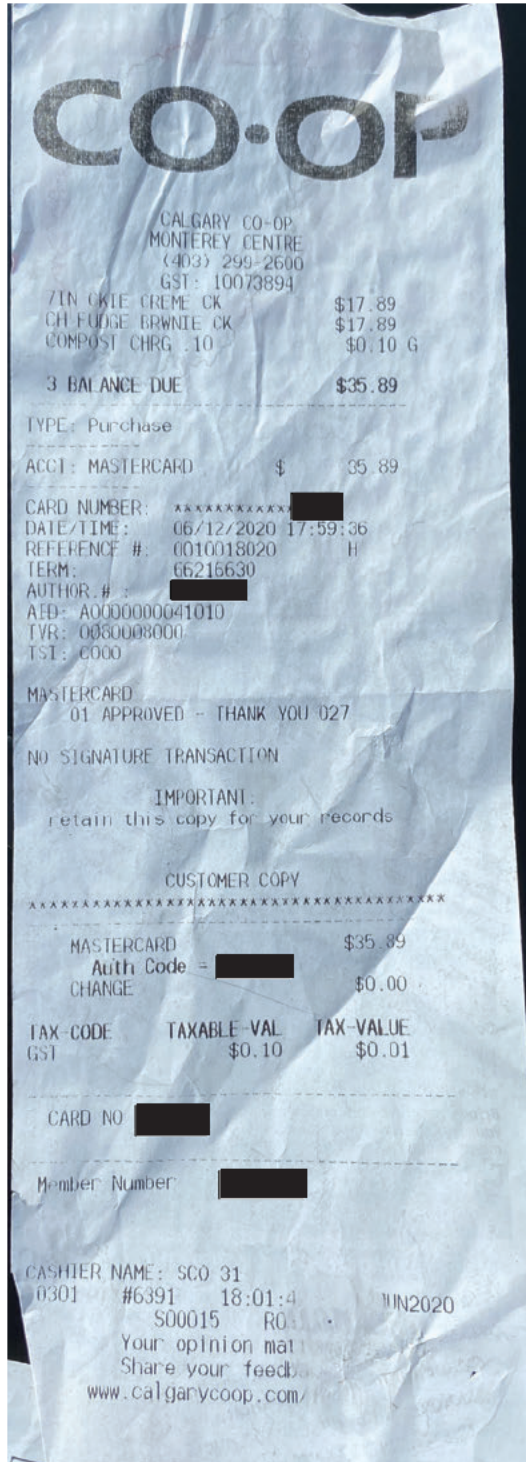 CO·OP
CALGARY CO-OP
MONTEREY CENTRE
(403) 299-2600
GST: 10073894
7IN CKIE CREME CK $17.89
CH FUDGE BRWNIE CK $17.89
COMPOST CHRG .10 $0.10 G
3 BALANCE DUE $35.89
TYPE: Purchase
ACCT: MASTERCARD $ 35.89
CARD NUMBER: ************
DATE/TIME: 06/12/2020 17:59:36
REFERENCE #: 0010018020 H
TERM: 66216630
AUTHOR.# :
AID: A0000000041010
TVR: 0080008000
TSI: C000
MASTERCARD
01 APPROVED - THANK YOU 027
NO SIGNATURE TRANSACTION
IMPORTANT:
retain this copy for your records
CUSTOMER COPY
******************************************
MASTERCARD $35.89
Auth Code =
CHANGE $0.00
TAX-CODE TAXABLE-VAL TAX-VALUE
GST $0.10 $0.01
CARD NO
Member Number
CASHIER NAME: SCO 31
0301 #6391 18:01:4 JUN2020
S00015 R0
Your opinion mat
Share your feedb
www.calgarycoop.com/